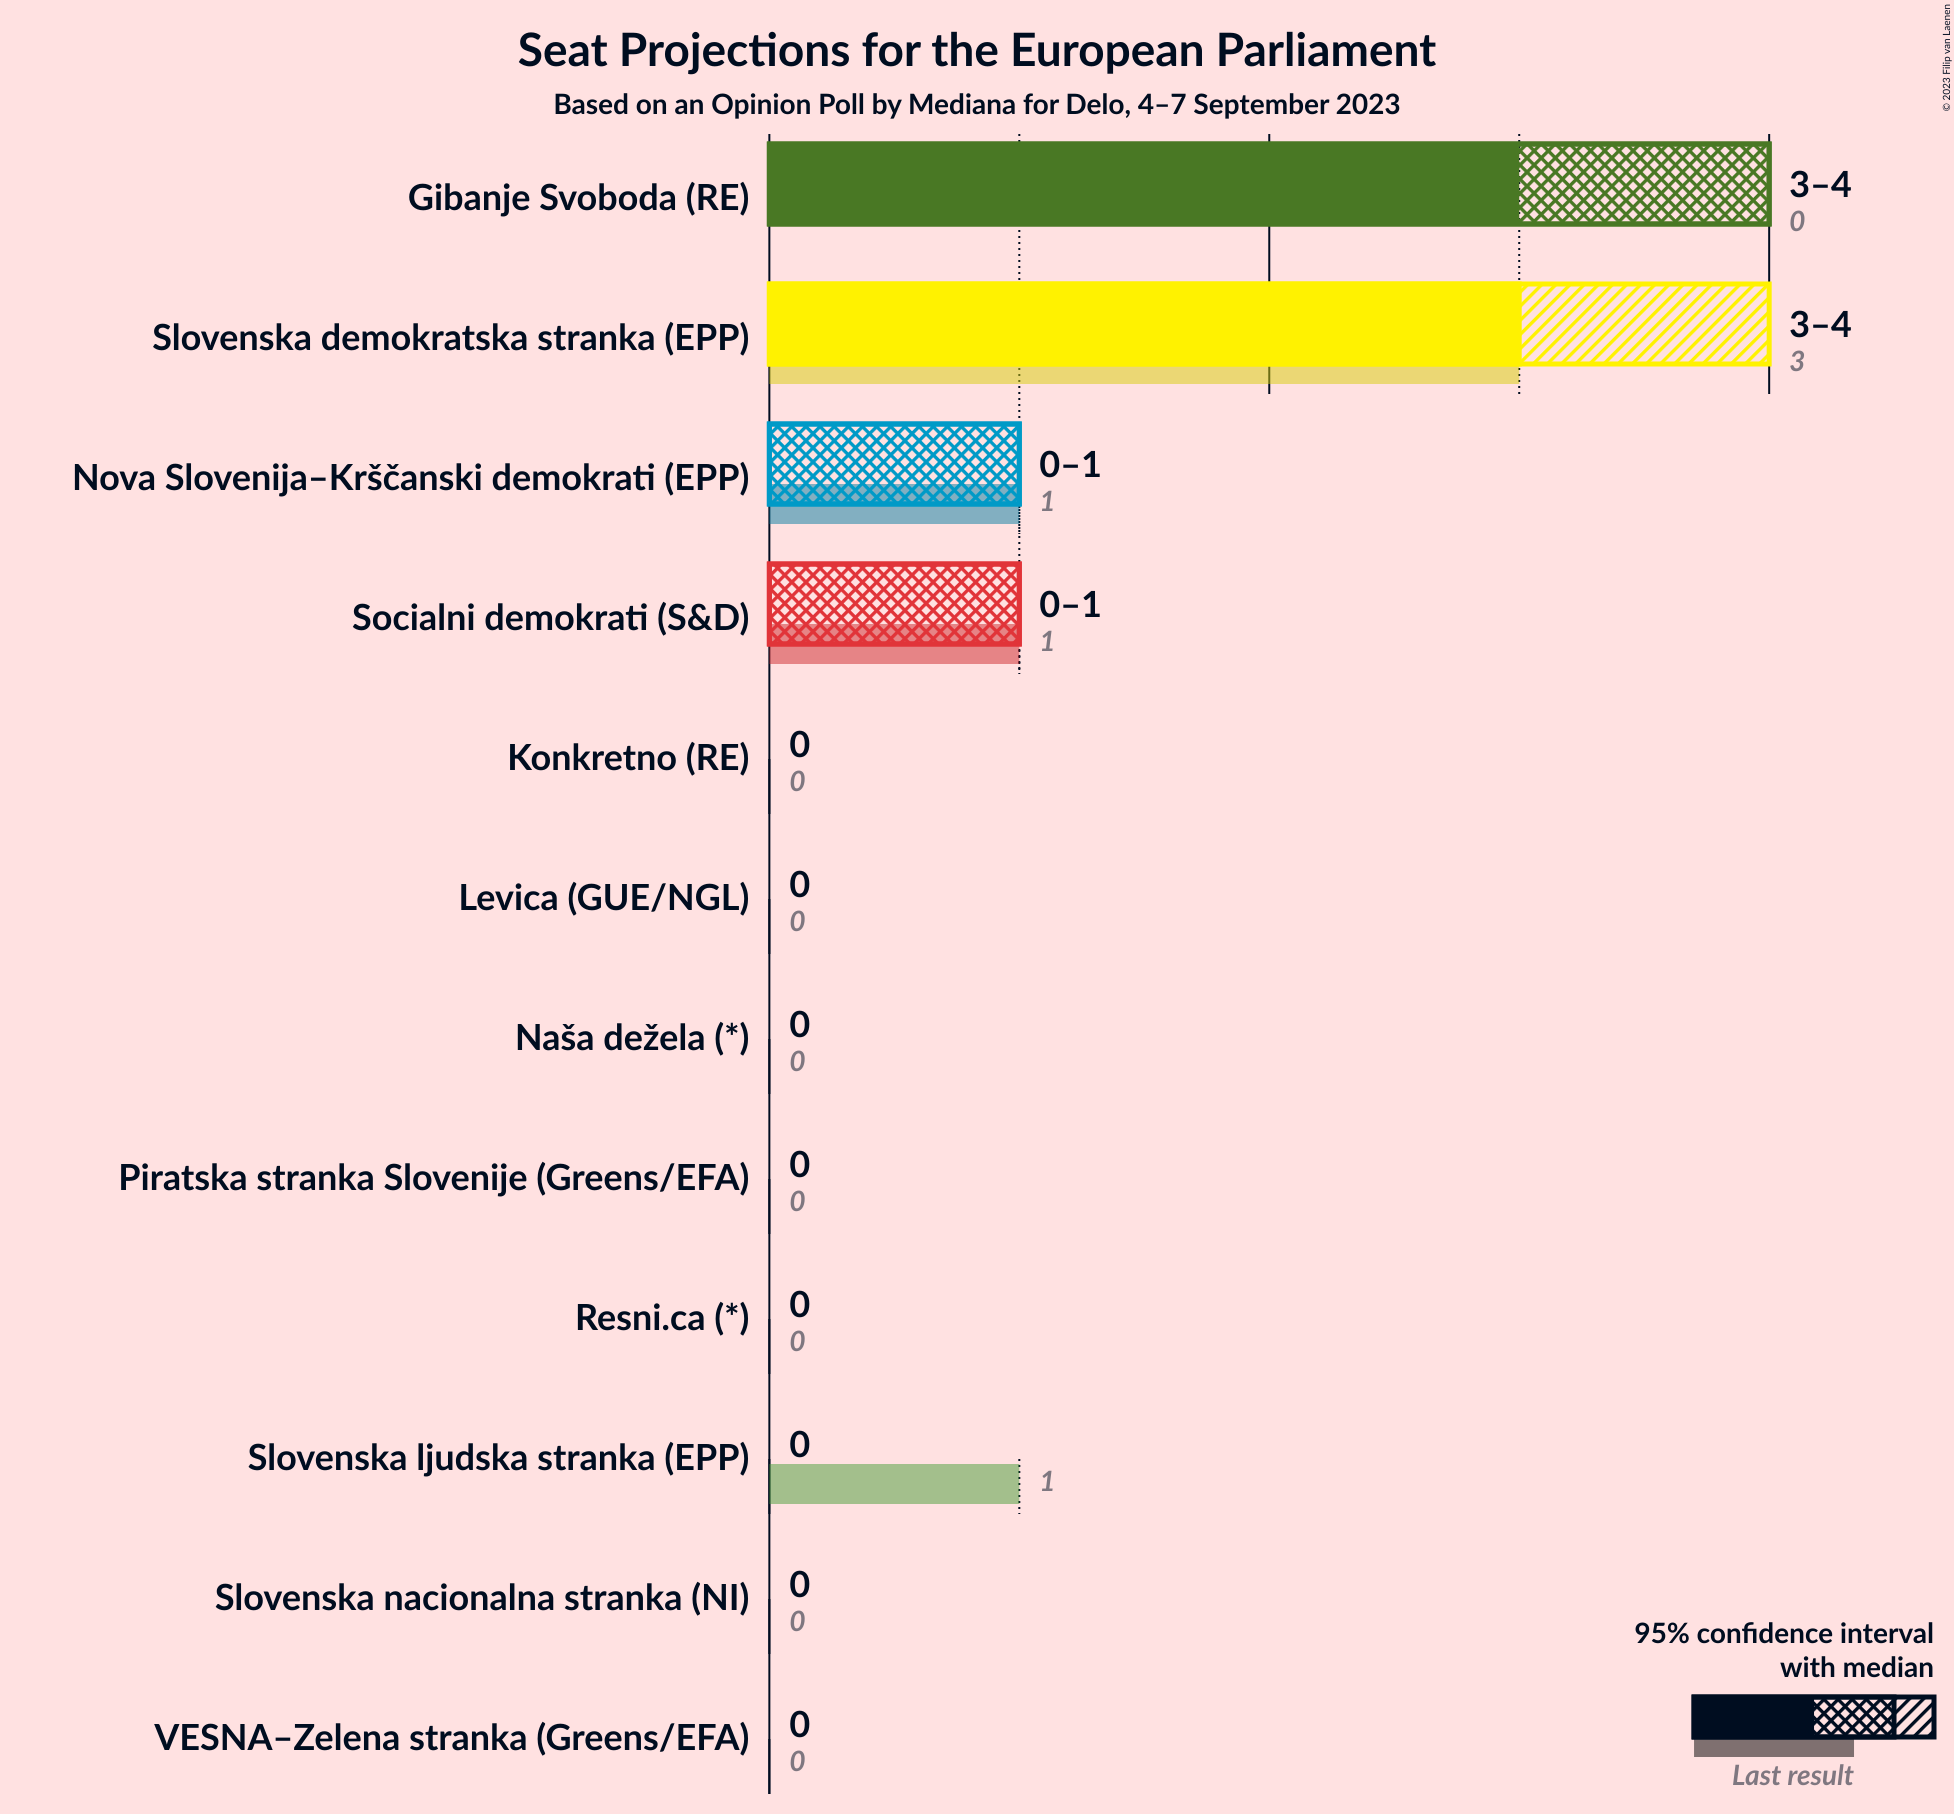 Seat Projections for the European Parliament
Based on an Opinion Poll by Mediana for Delo, 4–7 September 2023
© 2023 Filip van Laenen
Gibanje Svoboda (RE)
3–4
0
Slovenska demokratska stranka (EPP)
3–4
3
Nova Slovenija–Krščanski demokrati (EPP)
0–1
1
Socialni demokrati (S&D)
0–1
1
Konkretno (RE)
0
0
Levica (GUE/NGL)
0
0
Naša dežela (*)
0
0
Piratska stranka Slovenije (Greens/EFA)
0
0
Resni.ca (*)
0
0
Slovenska ljudska stranka (EPP)
0
1
Slovenska nacionalna stranka (NI)
0
0
VESNA–Zelena stranka (Greens/EFA)
0
0
95% confidence interval
with median
Last result